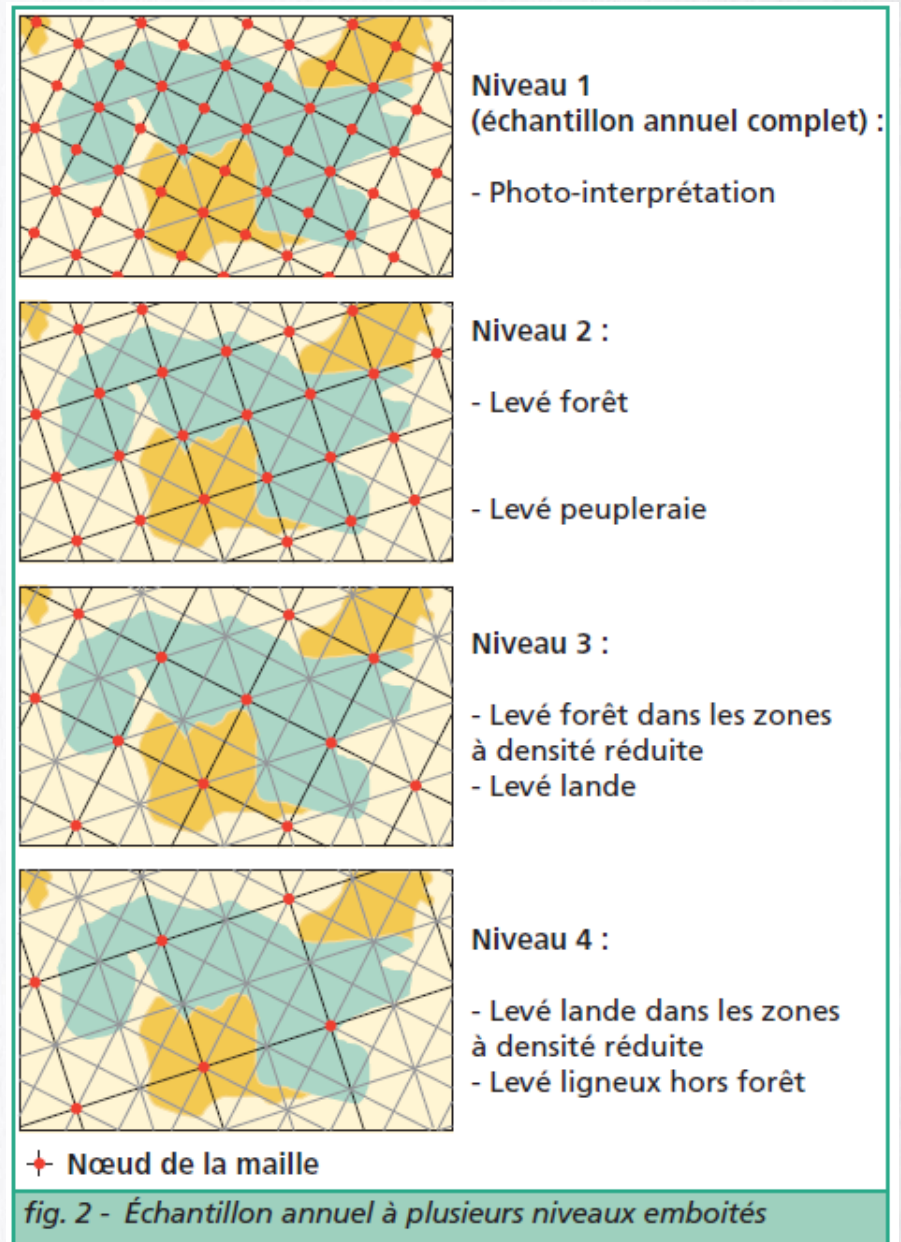 Niveau 1
(échantillon annuel complet) :
- Photo-interprétation
Niveau 2 :
- Levé forêt
- Levé peupleraie
Niveau 3 :
- Levé forêt dans les zones
à densité réduite
- Levé lande
Niveau 4 :
- Levé lande dans les zones
à densité réduite
- Levé ligneux hors forêt
Nœud de la maille
fig. 2 - Échantillon annuel à plusieurs niveaux emboités